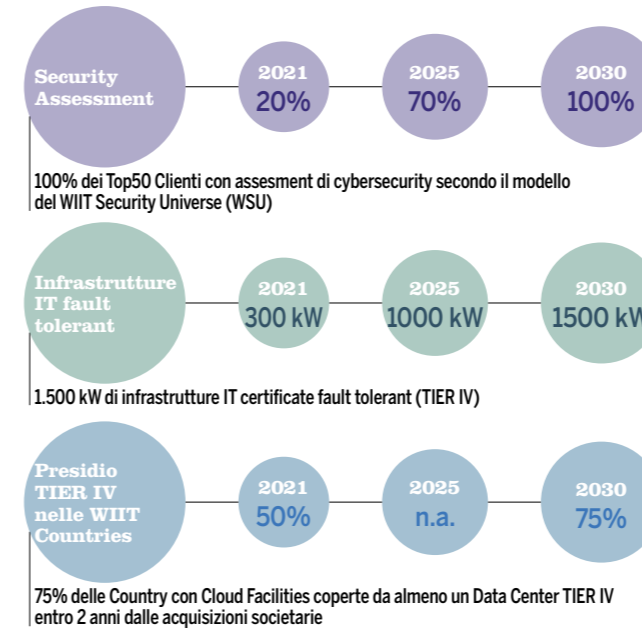 Security
Assessment
2021
20%
2025
70%
2030
100%
100% dei Top50 Clienti con assesment di cybersecurity secondo il modello
del WIIT Security Universe (WSU)
Infrastrutture
IT fault
tolerant
2021
300 kW
2025
1000 kW
2030
1500 kW
1.500 kW di infrastrutture IT certificate fault tolerant (TIER IV)
Presidio
TIER IV
nelle WIIT
Countries
2021
50%
2025
n.a.
2030
75%
75% delle Country con Cloud Facilities coperte da almeno un Data Center TIER IV
entro 2 anni dalle acquisizioni societarie